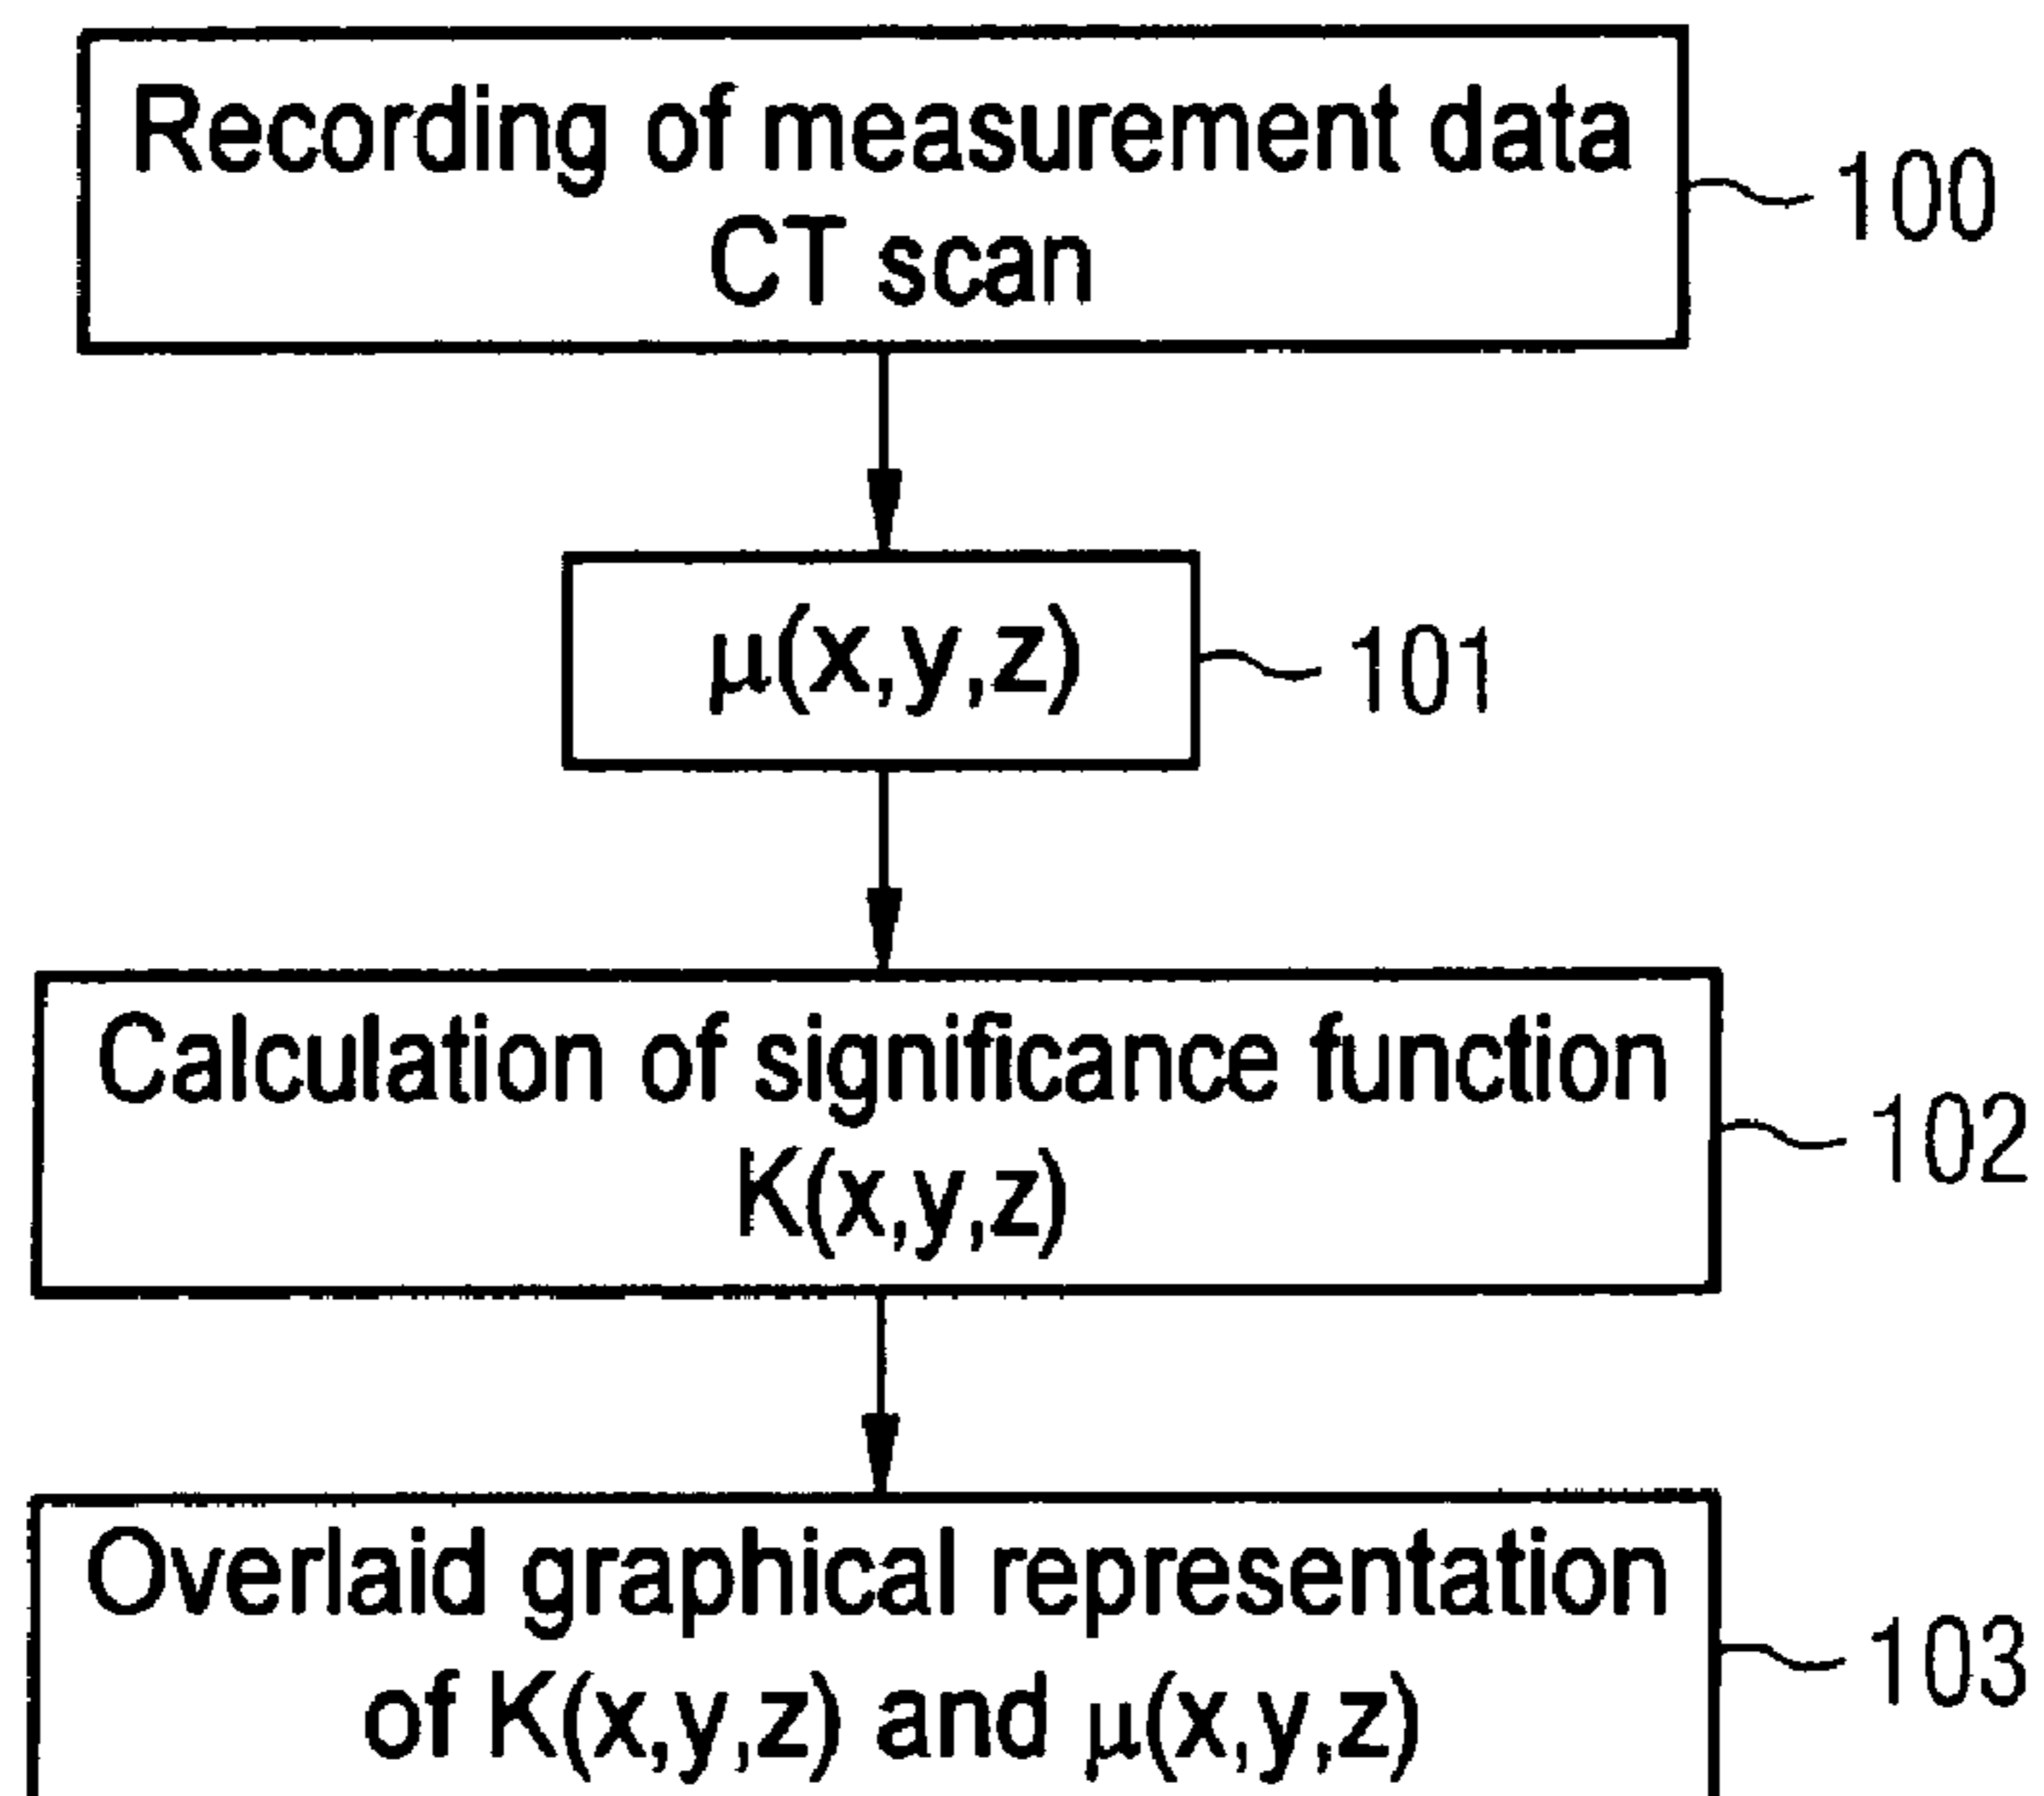 Recording of measurement data
CT scan
100
μ(x,y,z)
101
Calculation of significance function
K(x,y,z)
102
Overlaid graphical representation
of K(x,y,z) and μ(x,y,z)
103